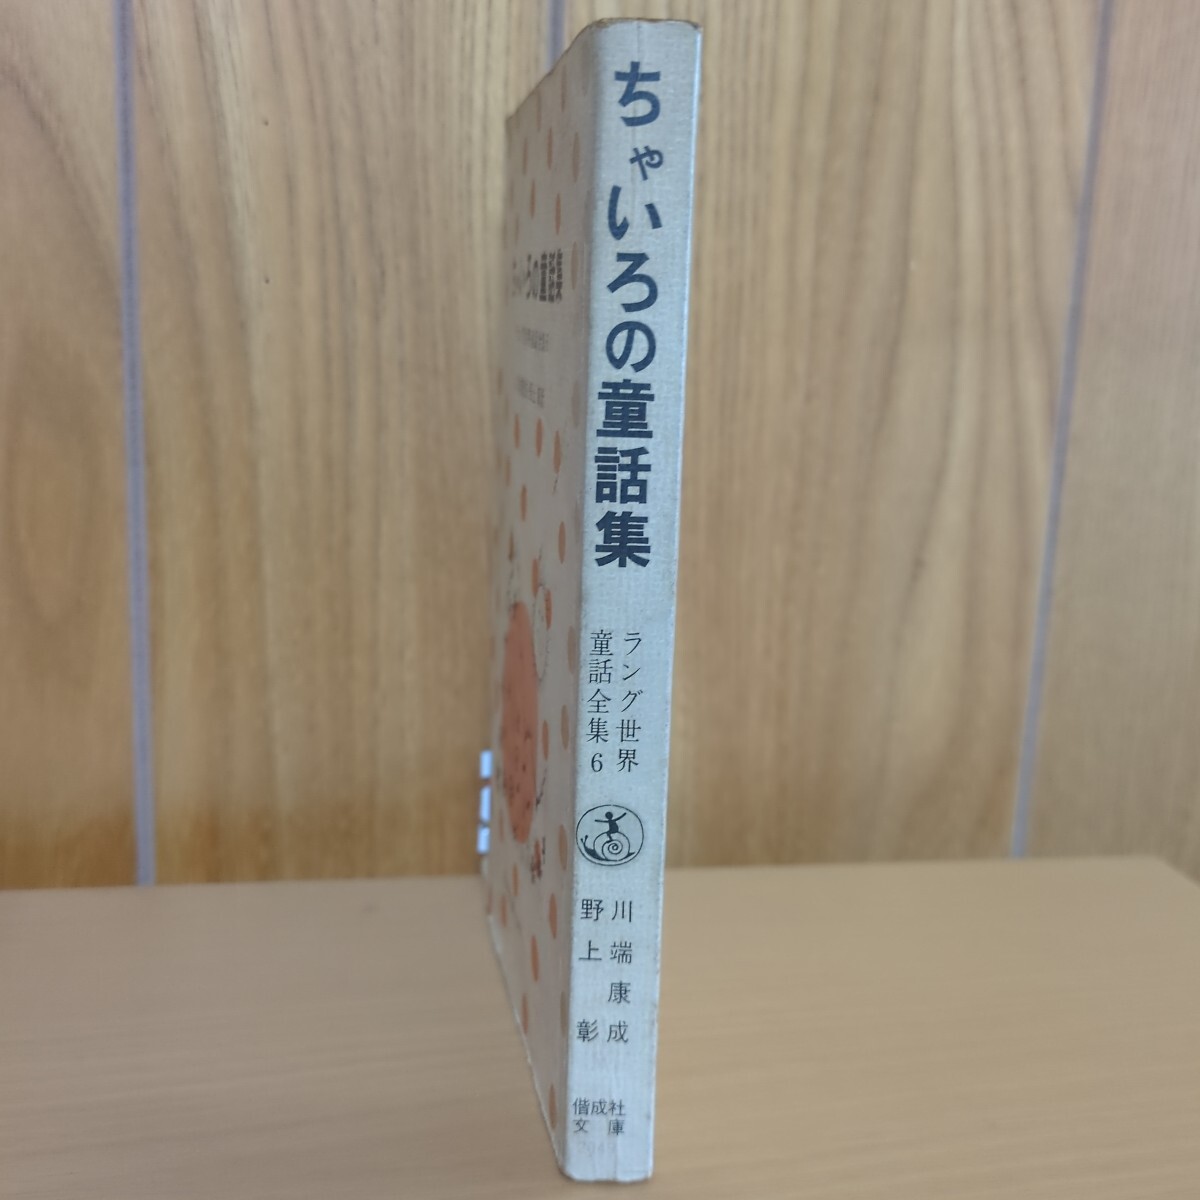 ちゃいろの童話集
ラング世界
童話全集6
川端康成
野上彰
偕成社
文庫